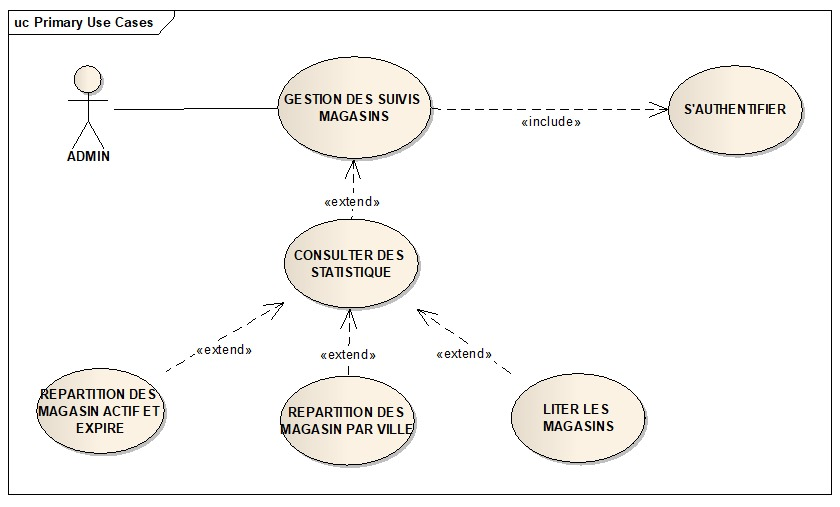 uc Primary Use Cases
GESTION DES SUIVIS
MAGASINS
«include»
S'AUTHENTIFIER
ADMIN
«extend»
CONSULTER DES
STATISTIQUE
«extend»
«extend»
«extend»
REPARTITION DES
MAGASIN ACTIF ET
EXPIRE
REPARTITION DES
MAGASIN PAR VILLE
LITER LES
MAGASINS